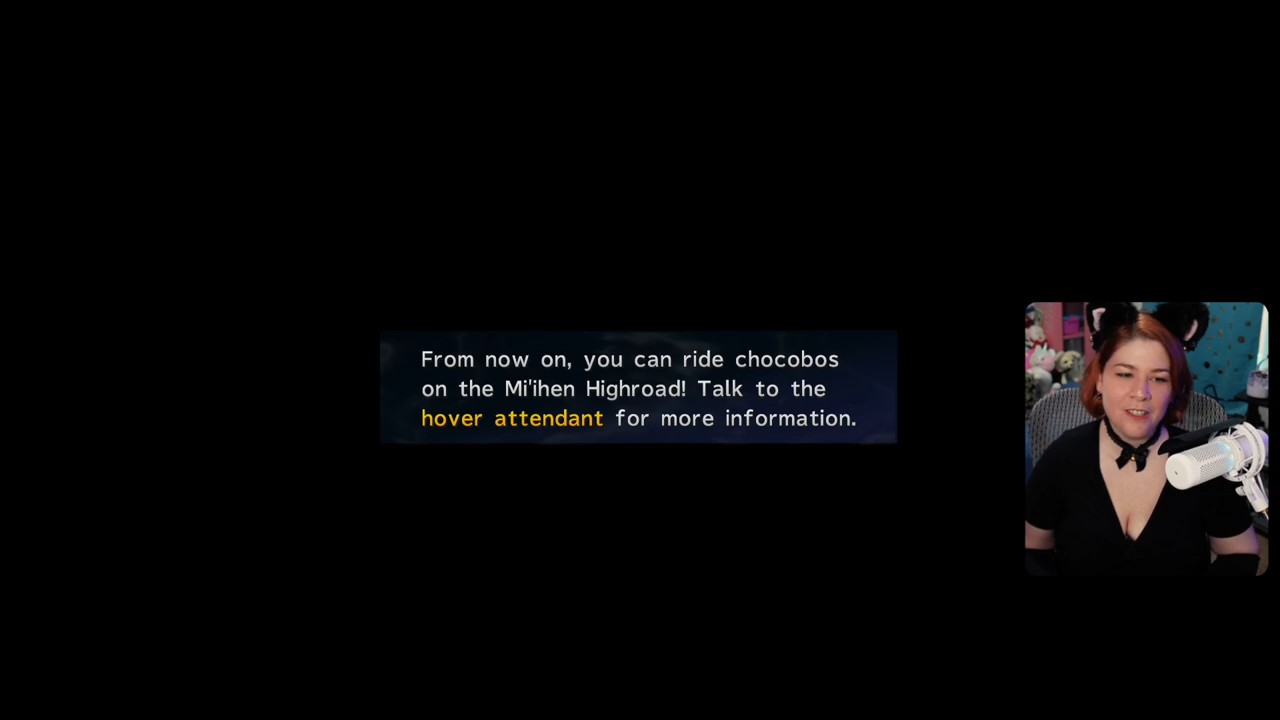 From now on, you can ride chocobos
on the Mi'ihen Highroad! Talk to the
hover attendant for more information.